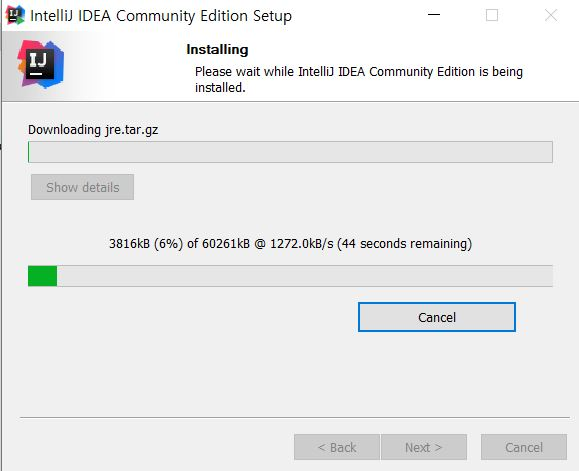 IntelliJ IDEA Community Edition Setup
IJ
Installing
Please wait while IntelliJ IDEA Community Edition is being
installed.
Downloading jre.tar.gz
Show details
3816kB (6%) of 60261kB @ 1272.0kB/s (44 seconds remaining)
Cancel
< Back
Next >
Cancel